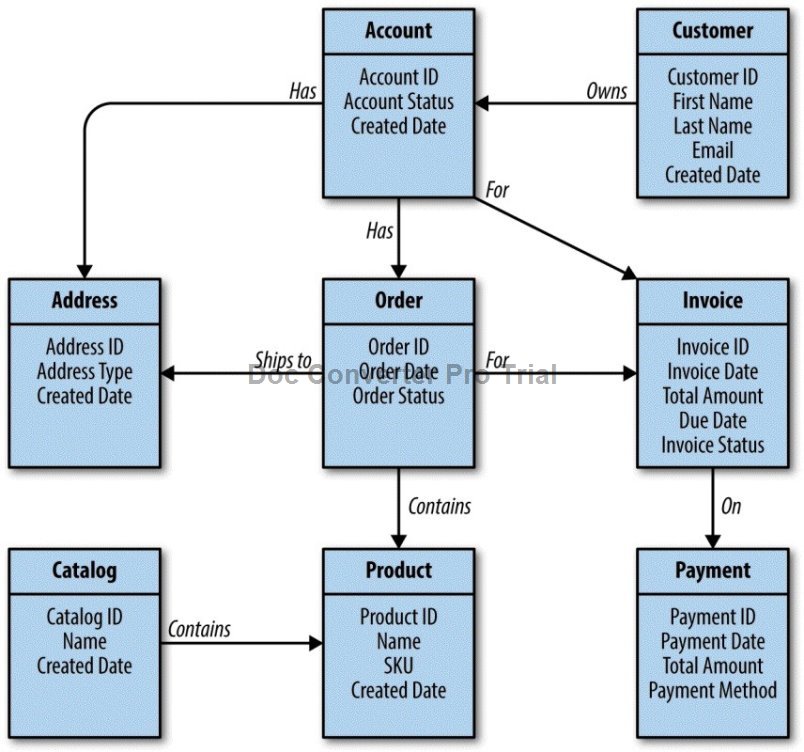 Account
Account ID
Account Status
Created Date
Customer
Customer ID
First Name
Last Name
Email
Created Date
Has
Owns
Has
For
Address
Address ID
Address Type
Created Date
Order
Order ID
Order Date
Order Status
Invoice
Invoice ID
Invoice Date
Total Amount
Due Date
Invoice Status
Ships to
For
Doc Converter Pro Trial
Contains
On
Catalog
Catalog ID
Name
Created Date
Contains
Product
Product ID
Name
SKU
Created Date
Payment
Payment ID
Payment Date
Total Amount
Payment Method